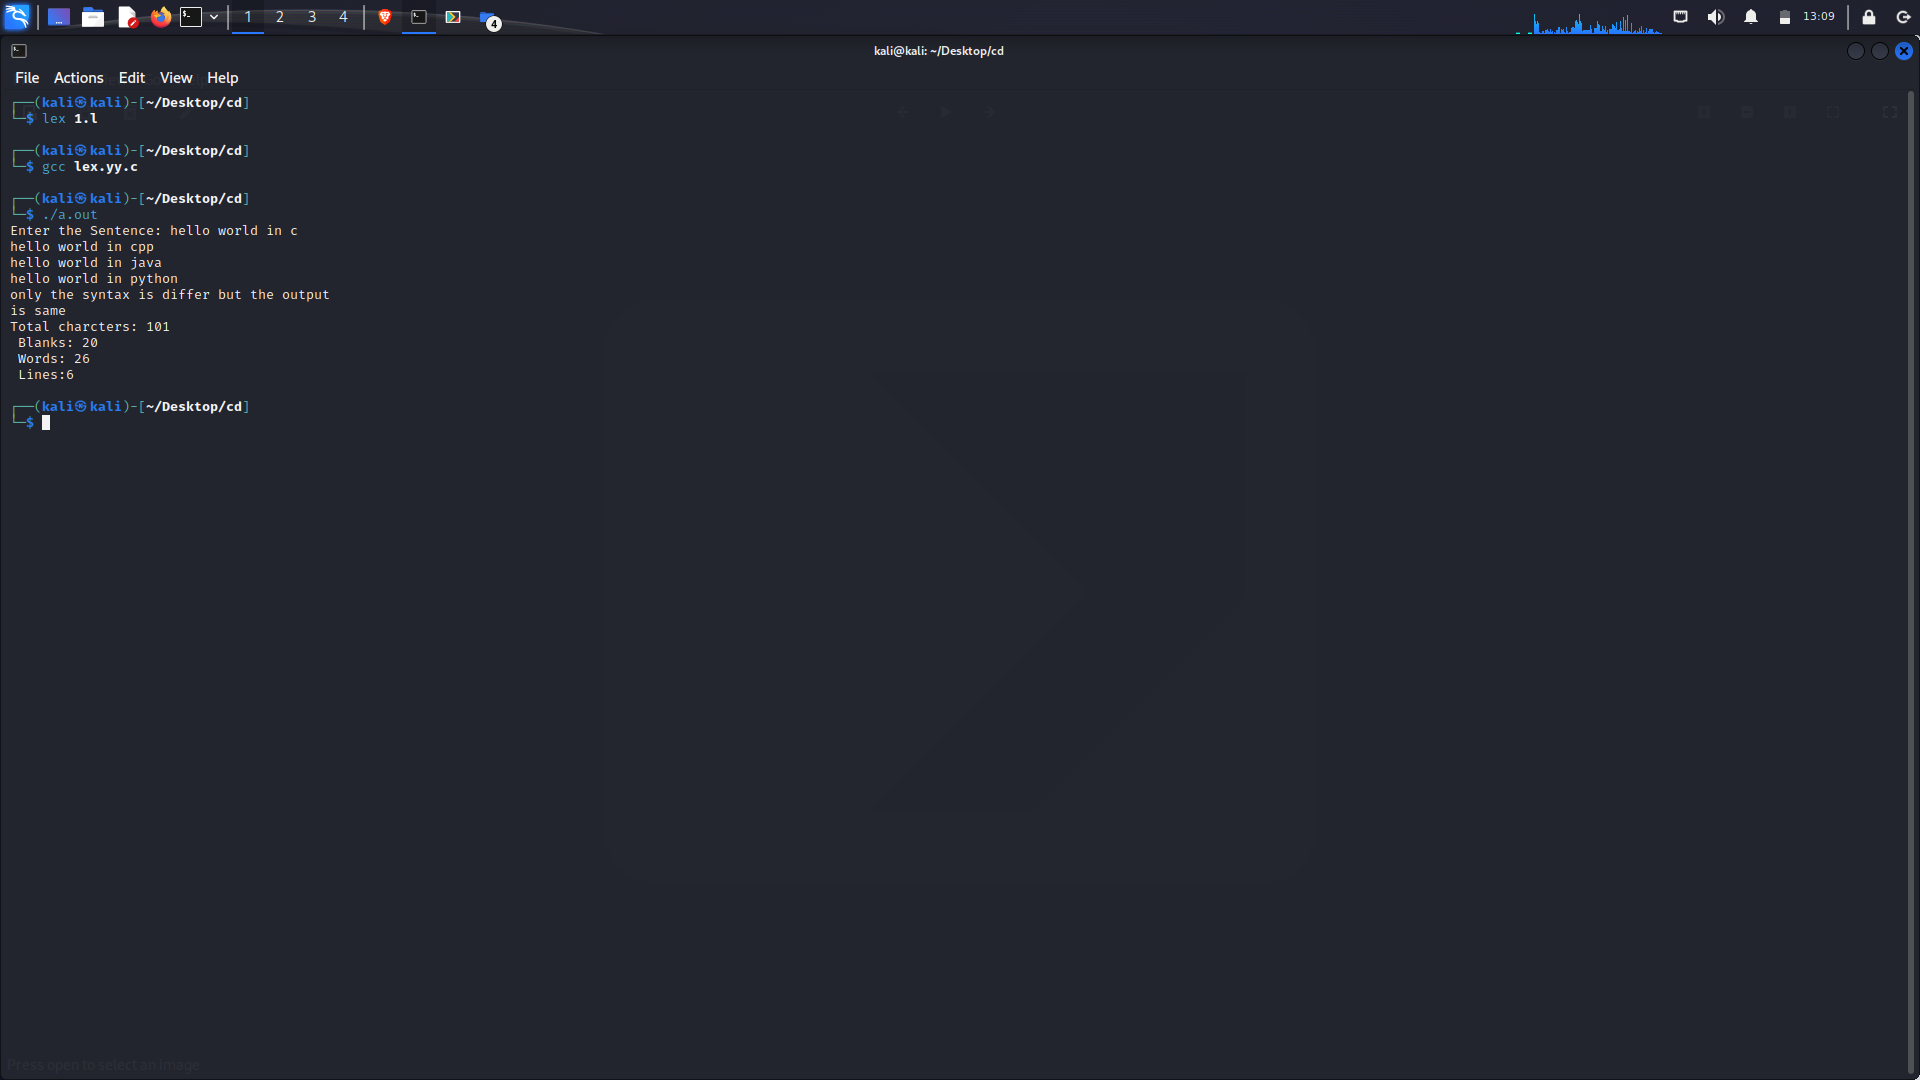 1 2 3 4
4
13:09
kali@kali: ~/Desktop/cd
File Actions Edit View Help
┌──(kali㉿kali)-[~/Desktop/cd]
└─$ lex 1.l
┌──(kali㉿kali)-[~/Desktop/cd]
└─$ gcc lex.yy.c
┌──(kali㉿kali)-[~/Desktop/cd]
└─$ ./a.out
Enter the Sentence: hello world in c
hello world in cpp
hello world in java
hello world in python
only the syntax is differ but the output
is same
Total charcters: 101
Blanks: 20
Words: 26
Lines:6
┌──(kali㉿kali)-[~/Desktop/cd]
└─$
Press open to select an image